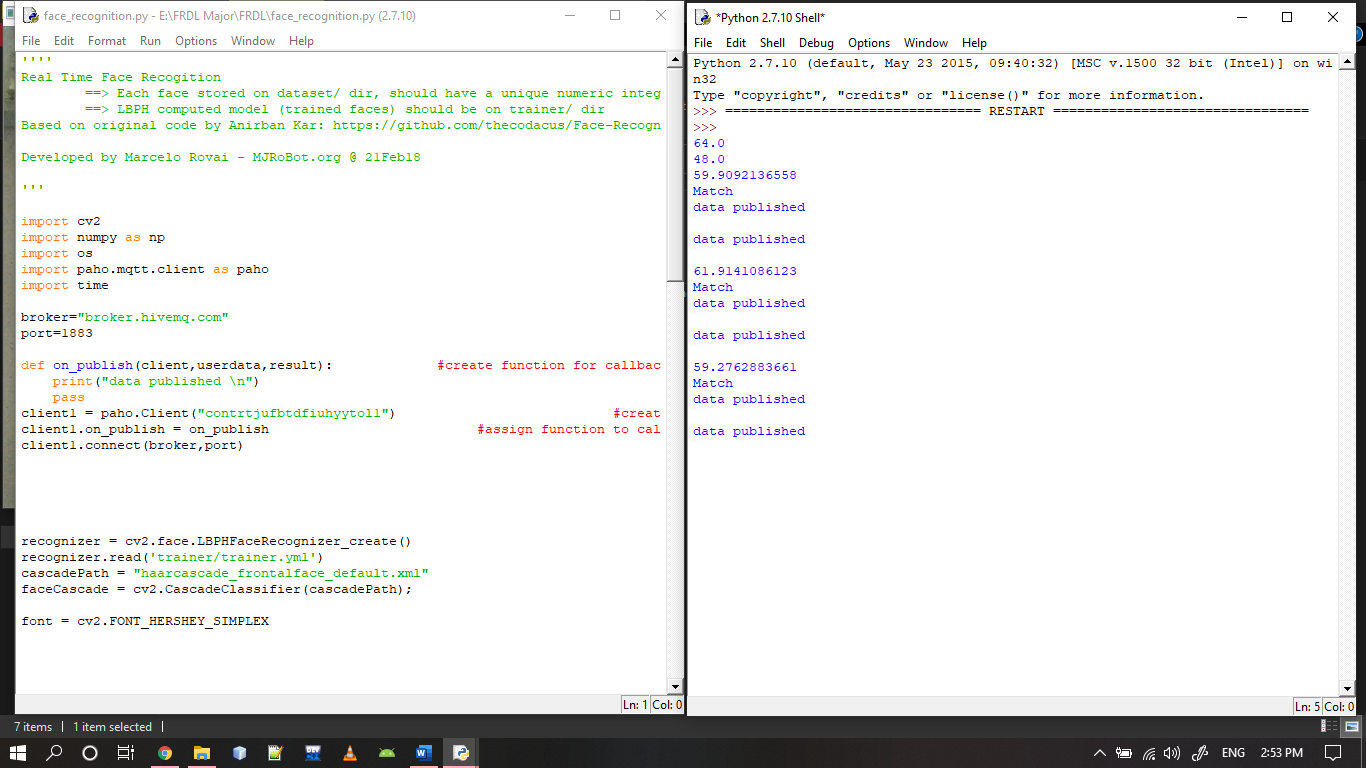 face_recognition.py - E:\FRDL Major\FRDL\face_recognition.py (2.7.10)
File Edit Format Run Options Window Help
''''
Real Time Face Recogition
==> Each face stored on dataset/ dir, should have a unique numeric integ
==> LBPH computed model (trained faces) should be on trainer/ dir
Based on original code by Anirban Kar: https://github.com/thecodacus/Face-Recogn
Developed by Marcelo Rovai - MJRoBot.org @ 21Feb18
'''
import cv2
import numpy as np
import os
import paho.mqtt.client as paho
import time
broker="broker.hivemq.com"
port=1883
def on_publish(client,userdata,result): #create function for callbac
print("data published \n")
pass
client1 = paho.Client("contrtjufbtdfiuhyytol1") #creat
client1.on_publish = on_publish #assign function to cal
client1.connect(broker,port)
recognizer = cv2.face.LBPHFaceRecognizer_create()
recognizer.read('trainer/trainer.yml')
cascadePath = "haarcascade_frontalface_default.xml"
faceCascade = cv2.CascadeClassifier(cascadePath);
font = cv2.FONT_HERSHEY_SIMPLEX
Ln: 1 Col: 0
*Python 2.7.10 Shell*
File Edit Shell Debug Options Window Help
Python 2.7.10 (default, May 23 2015, 09:40:32) [MSC v.1500 32 bit (Intel)] on wi
n32
Type "copyright", "credits" or "license()" for more information.
>>> ================================ RESTART ================================
>>>
64.0
48.0
59.9092136558
Match
data published
data published
61.9141086123
Match
data published
data published
59.2762883661
Match
data published
data published
Ln: 5 Col: 0
7 items 1 item selected
ENG 2:53 PM